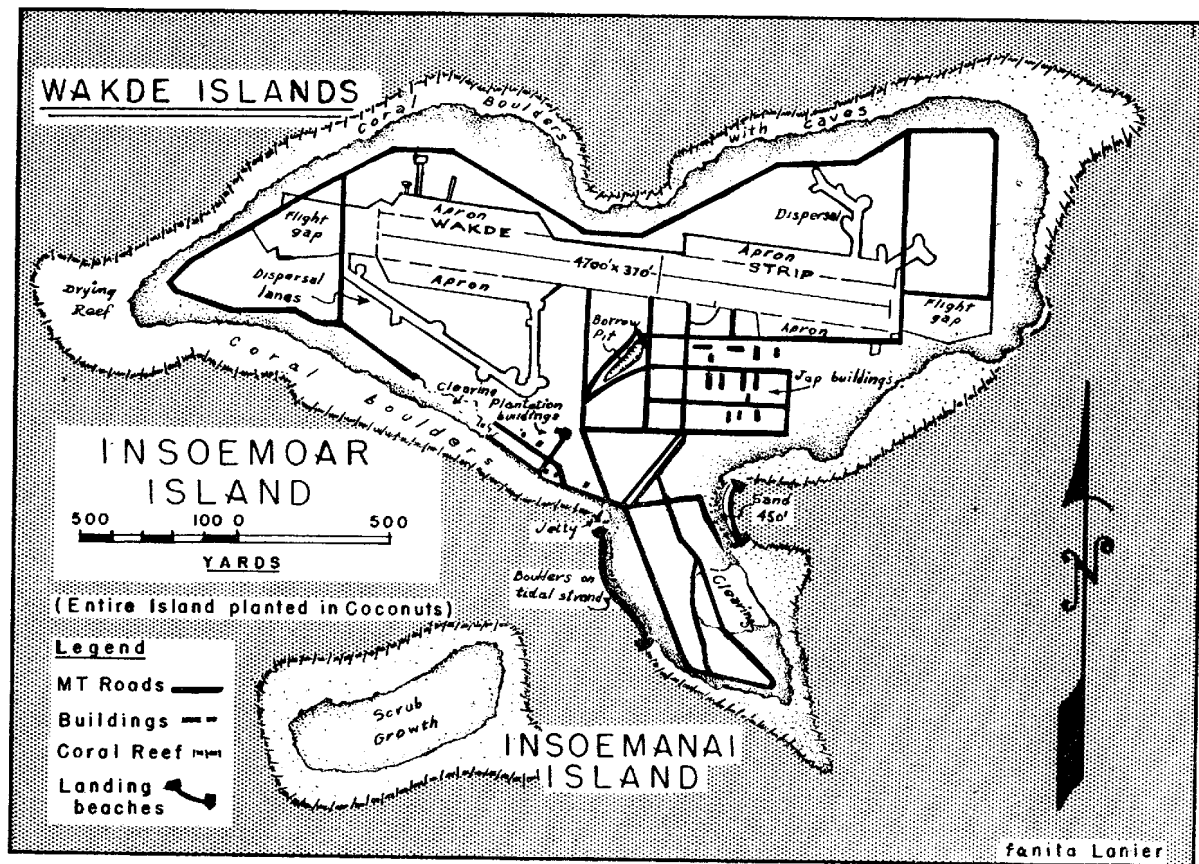 WAKDE ISLANDS
Coral Boulders with Caves
Flight
gap
Apron
WAKDE
4700' x 370'
Dispersal
Apron
STRIP
Apron
Apron
Flight
gap
Drying
Reef
Dispersal
lanes
Borrow
Pit
Jap buildings
Coral Boulders
Clearing
Plantation
buildings
INSOEMOAR
ISLAND
500 100 0 500
YARDS
Sand
450'
Jetty
Boulders on
tidal strand
Clearing
N
(Entire Island planted in Coconuts)
Legend
MT Roads
Buildings
Coral Reef
Landing
beaches
Scrub
Growth
INSOEMANAI
ISLAND
fanita Lanier